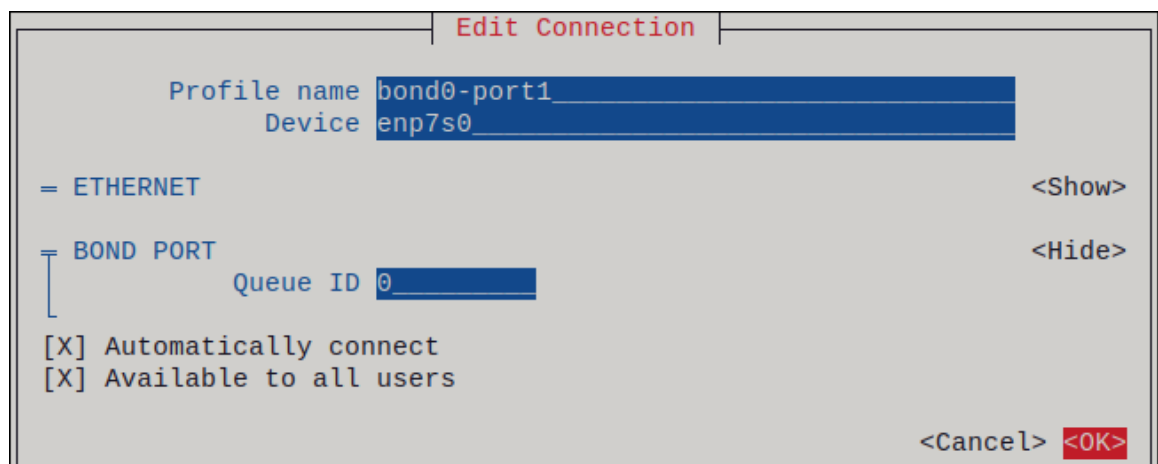 Edit Connection
Profile name bond0-port1
Device enp7s0
ETHERNET <Show>
BOND PORT <Hide>
Queue ID 0
[X] Automatically connect
[X] Available to all users
<Cancel> <OK>